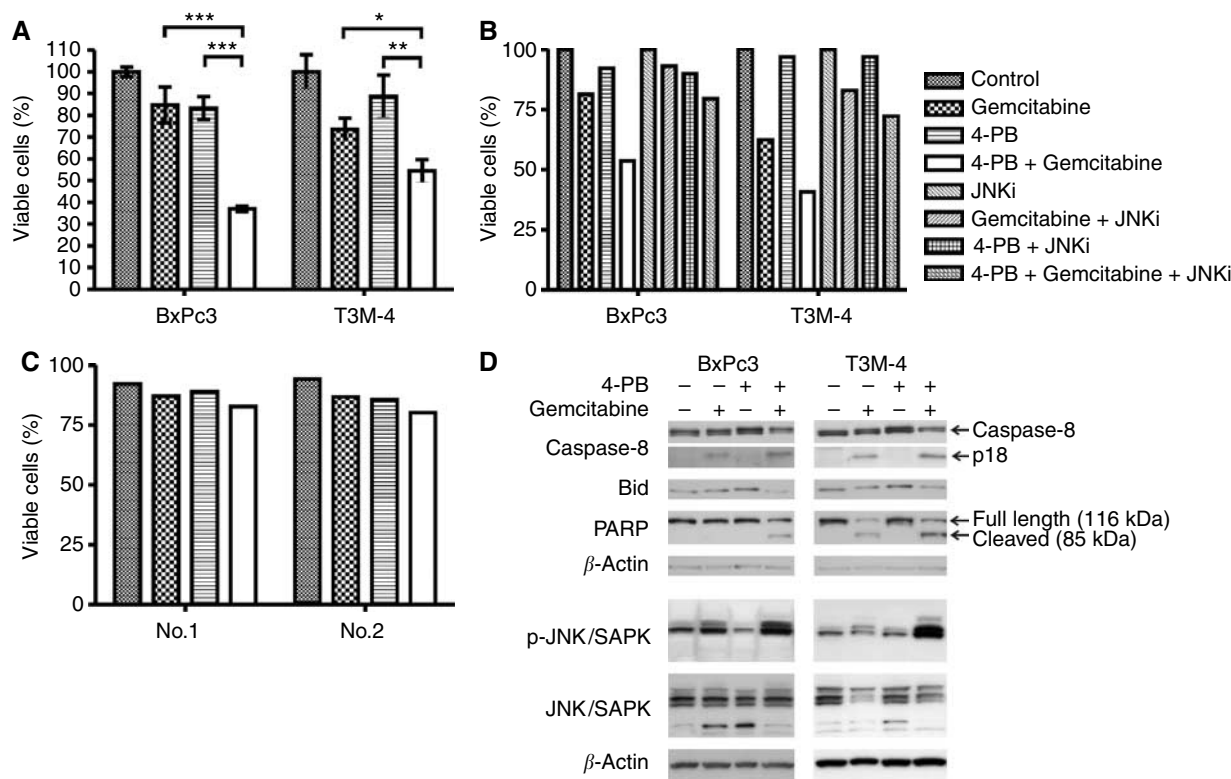 A
***
***
*
**
Viable cells (%)
110
100
90
80
70
60
50
40
30
20
10
0
BxPc3 T3M-4
B
Viable cells (%)
100
75
50
25
0
BxPc3 T3M-4
Control
Gemcitabine
4-PB
4-PB + Gemcitabine
JNKi
Gemcitabine + JNKi
4-PB + JNKi
4-PB + Gemcitabine + JNKi
C
Viable cells (%)
100
75
50
25
0
No.1 No.2
D
BxPc3 T3M-4
4-PB – – + + – – + +
Gemcitabine – + – + – + – +
Caspase-8 Caspase-8
p18
Bid
PARP Full length (116 kDa)
Cleaved (85 kDa)
β-Actin
p-JNK/SAPK
JNK/SAPK
β-Actin